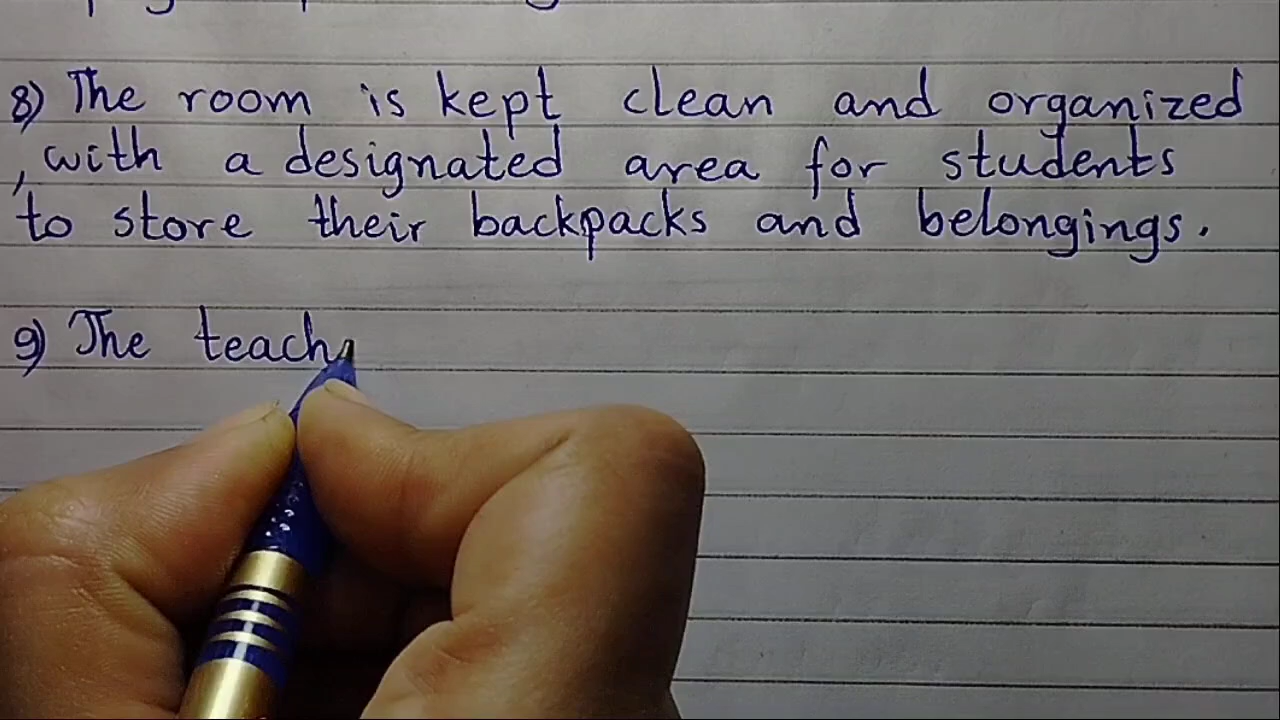 8) The room is kept clean and organized
, with a designated area for students
to store their backpacks and belongings.
9) The teach